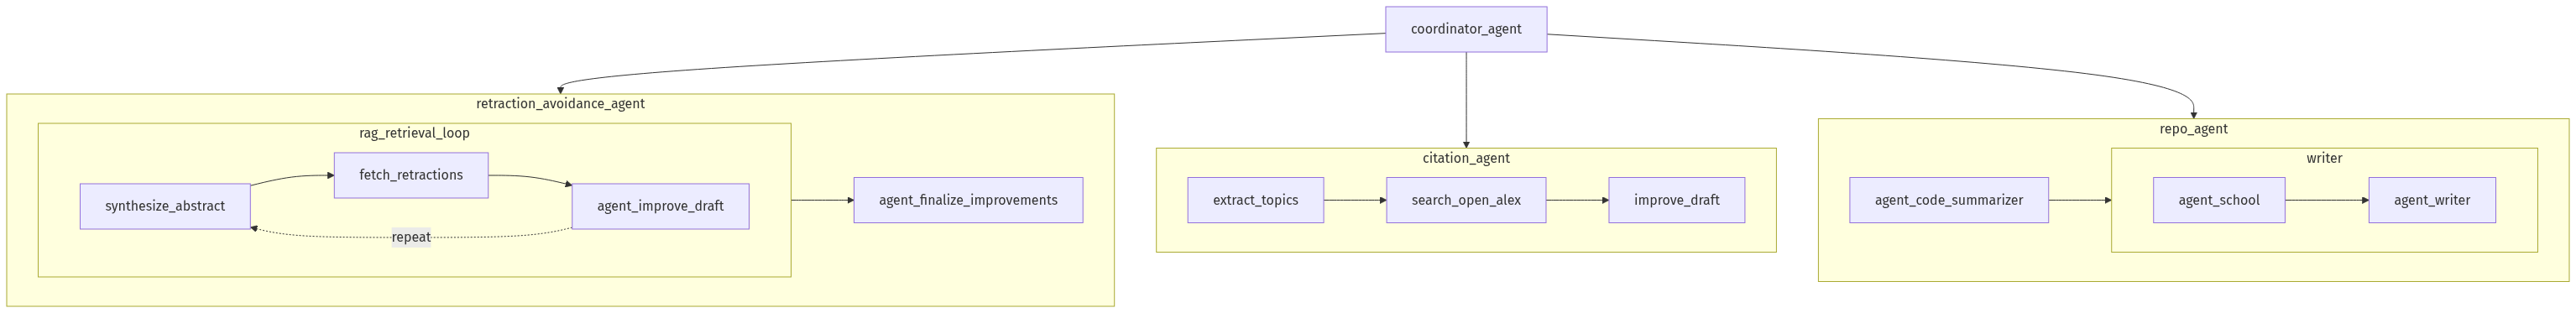 coordinator_agent
retraction_avoidance_agent
rag_retrieval_loop
synthesize_abstract
fetch_retractions
agent_improve_draft
repeat
agent_finalize_improvements
citation_agent
extract_topics
search_open_alex
improve_draft
repo_agent
agent_code_summarizer
writer
agent_school
agent_writer